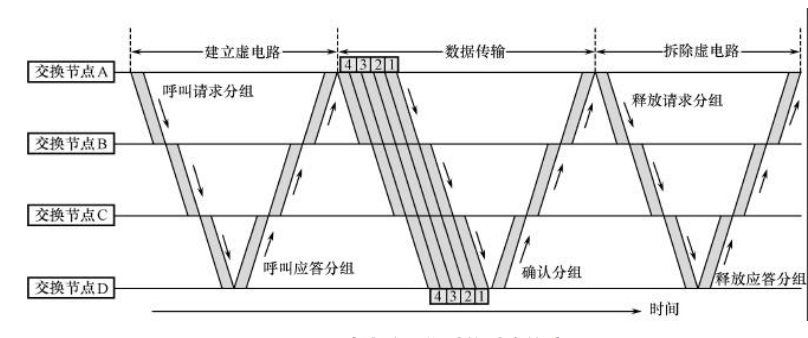 建立虚电路
数据传输
拆除虚电路
4 3 2 1
交换节点A
呼叫请求分组
释放请求分组
交换节点B
交换节点C
呼叫应答分组
确认分组
释放应答分组
交换节点D
4 3 2 1
时间